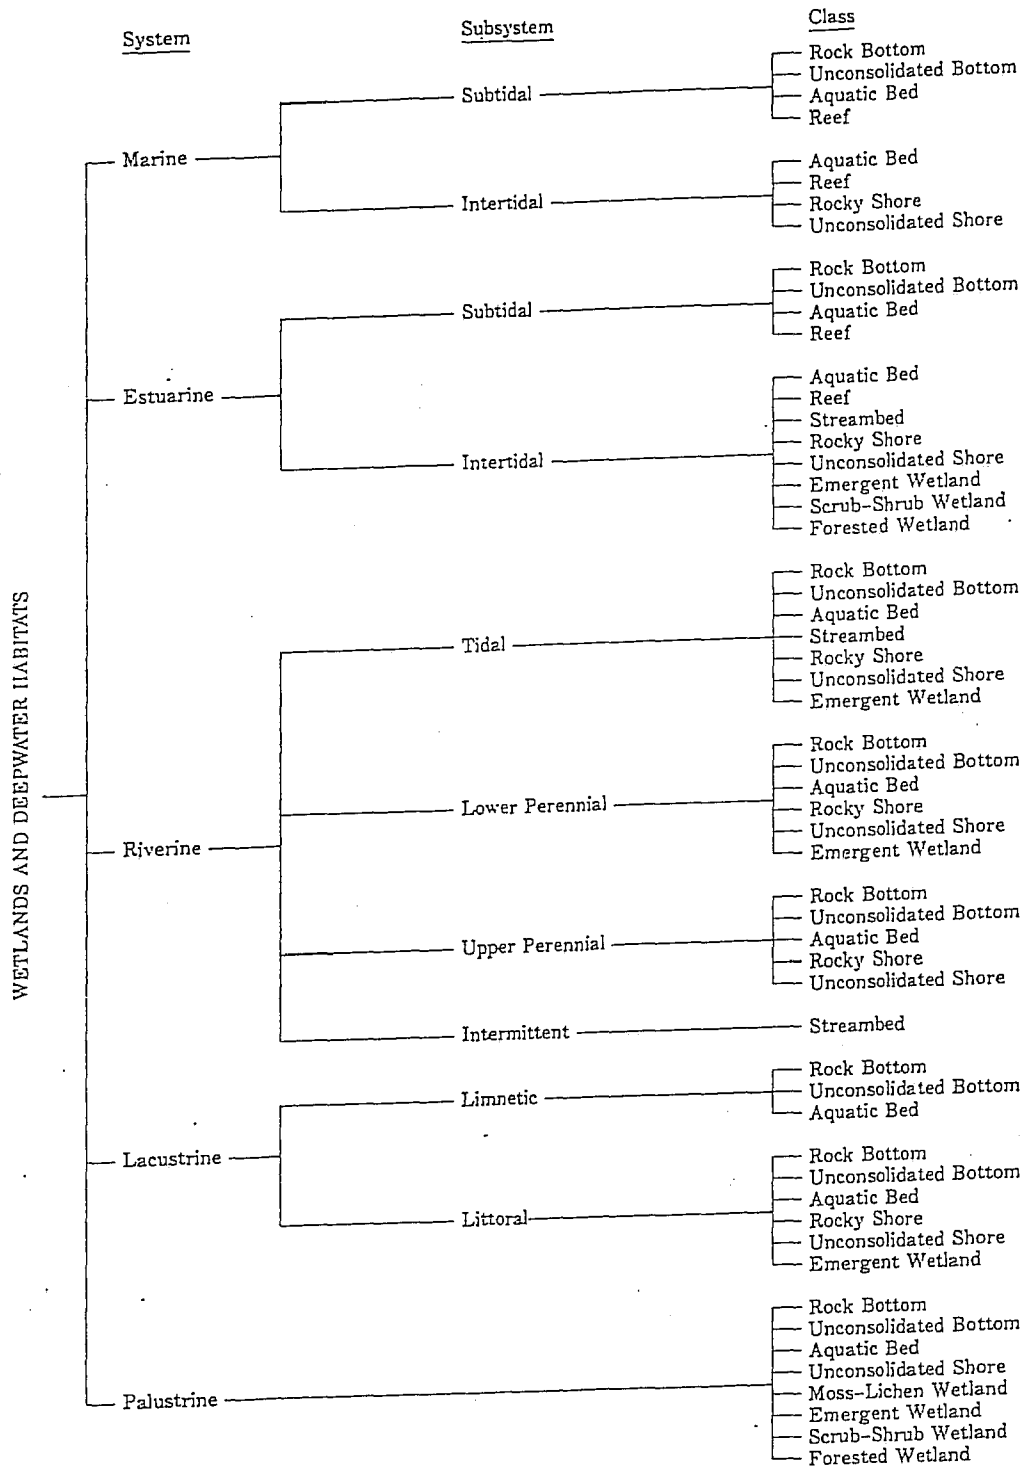 System
Subsystem
Class
WETLANDS AND DEEPWATER HABITATS
Marine
Subtidal
Rock Bottom
Unconsolidated Bottom
Aquatic Bed
Reef
Intertidal
Aquatic Bed
Reef
Rocky Shore
Unconsolidated Shore
Estuarine
Subtidal
Rock Bottom
Unconsolidated Bottom
Aquatic Bed
Reef
Intertidal
Aquatic Bed
Reef
Streambed
Rocky Shore
Unconsolidated Shore
Emergent Wetland
Scrub-Shrub Wetland
Forested Wetland
Riverine
Tidal
Rock Bottom
Unconsolidated Bottom
Aquatic Bed
Streambed
Rocky Shore
Unconsolidated Shore
Emergent Wetland
Lower Perennial
Rock Bottom
Unconsolidated Bottom
Aquatic Bed
Rocky Shore
Unconsolidated Shore
Emergent Wetland
Upper Perennial
Rock Bottom
Unconsolidated Bottom
Aquatic Bed
Rocky Shore
Unconsolidated Shore
Intermittent
Streambed
Lacustrine
Limnetic
Rock Bottom
Unconsolidated Bottom
Aquatic Bed
Littoral
Rock Bottom
Unconsolidated Bottom
Aquatic Bed
Rocky Shore
Unconsolidated Shore
Emergent Wetland
Palustrine
Rock Bottom
Unconsolidated Bottom
Aquatic Bed
Unconsolidated Shore
Moss-Lichen Wetland
Emergent Wetland
Scrub-Shrub Wetland
Forested Wetland